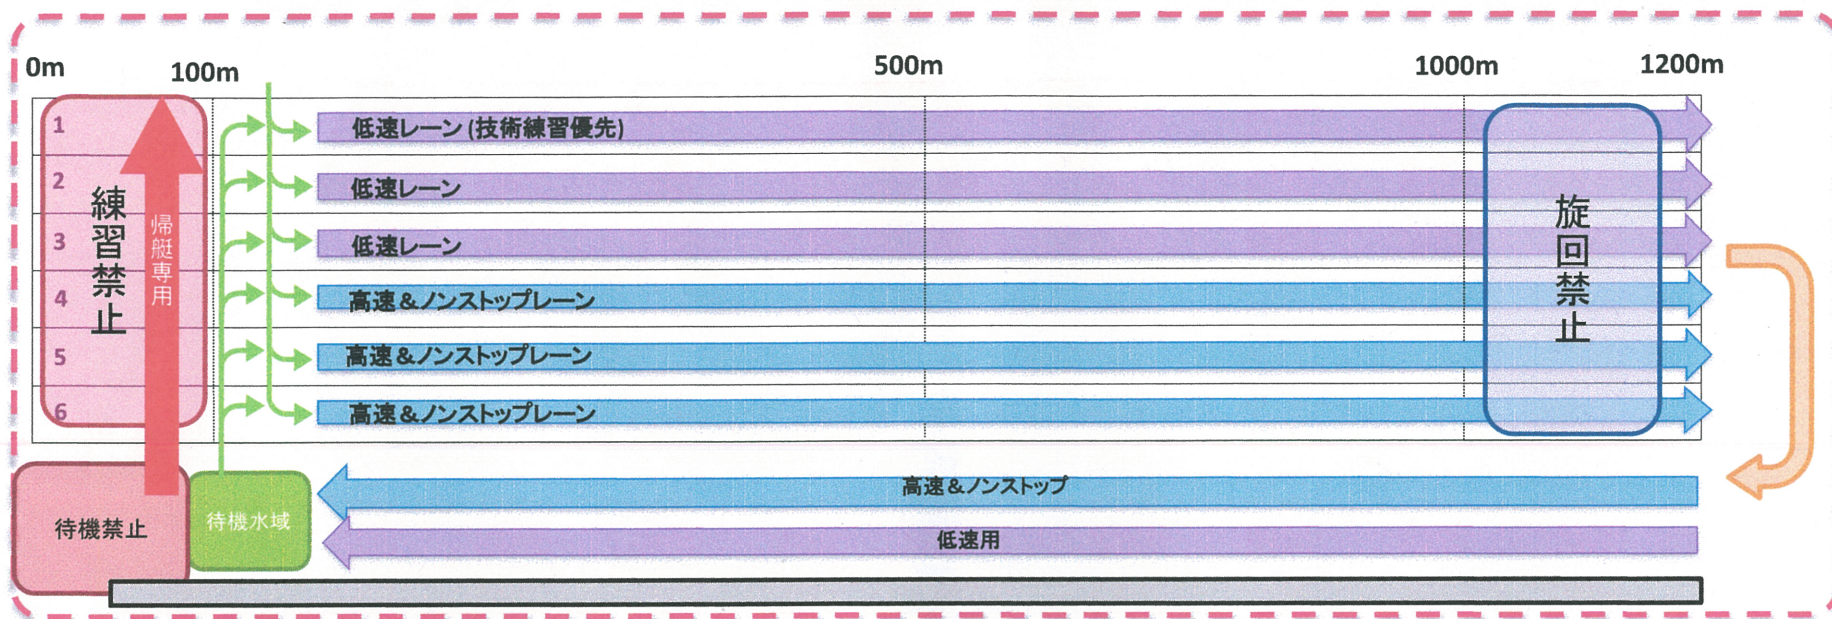 0m 100m 500m 1000m 1200m
1 低速レーン (技術練習優先)
2 低速レーン
3 低速レーン
4 高速＆ノンストップレーン
5 高速＆ノンストップレーン
6 高速＆ノンストップレーン
練習禁止
帰艇専用
旋回禁止
高速＆ノンストップ
待機禁止
待機水域
低速用